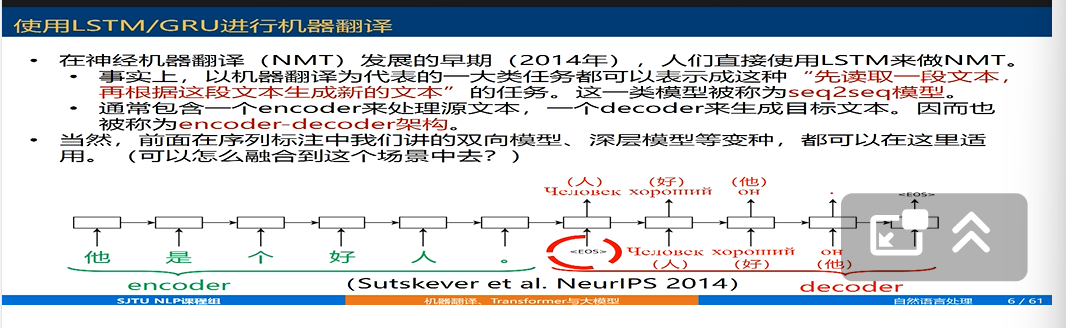 使用LSTM/GRU进行机器翻译
• 在神经机器翻译（NMT）发展的早期（2014年），人们直接使用LSTM来做NMT。
• 事实上，以机器翻译为代表的一大类任务都可以表示成这种“先读取一段文本，
再根据这段文本生成新的文本”的任务。这一类模型被称为seq2seq模型。
• 通常包含一个encoder来处理源文本，一个decoder来生成目标文本。因而也
被称为encoder-decoder架构。
• 当然，前面在序列标注中我们讲的双向模型、深层模型等变种，都可以在这里适
用。（可以怎么融合到这个场景中去？）
（人） （好） （他）
Человек хороший он . <EOS>
他 是 个 好 人 。 <EOS> Человек хороший он
（人） （好） （他）
encoder (Sutskever et al. NeurIPS 2014) decoder
SJTU NLP课程组 机器翻译、Transformer与大模型 自然语言处理 6 / 61